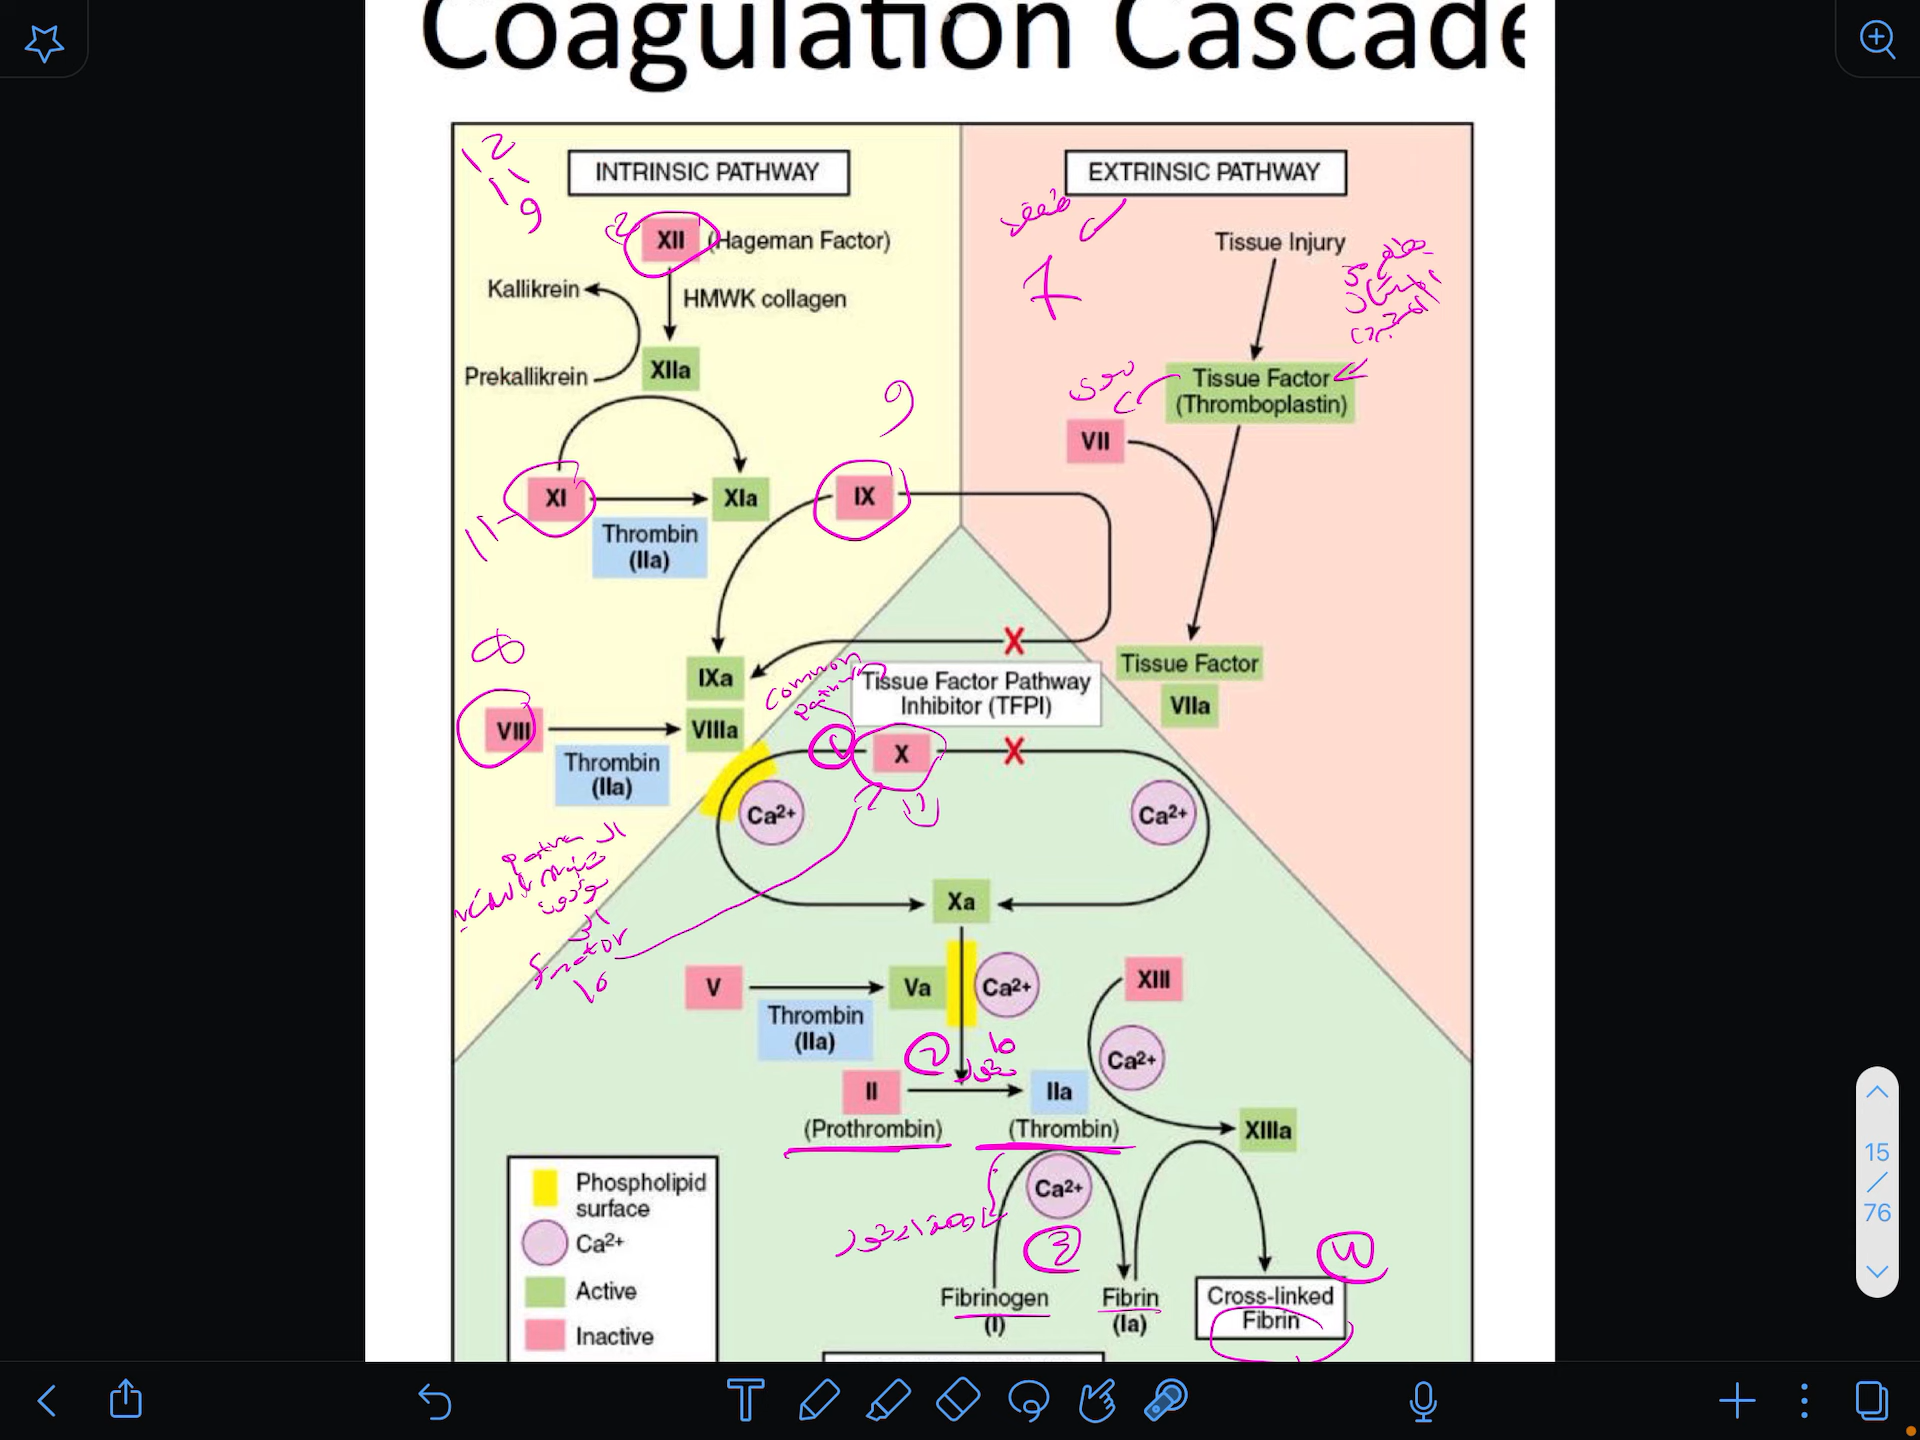 Coagulation Cascade
INTRINSIC PATHWAY
12
11
9
XII
(Hageman Factor)
Kallikrein
HMWK collagen
Prekallikrein
XIIa
9
XI
XIa
IX
11
Thrombin
(IIa)
8
IXa
VIII
VIIIa
Thrombin
(IIa)
EXTRINSIC PATHWAY
7
Tissue Injury
Tissue Factor
(Thromboplastin)
VII
X
Tissue Factor
VIIa
Tissue Factor Pathway
Inhibitor (TFPI)
common
pathway
X
X
Ca2+
Ca2+
Xa
factor
10
V
Va
Ca2+
XIII
Thrombin
(IIa)
Ca2+
2
10
II
IIa
(Prothrombin)
(Thrombin)
XIIIa
Ca2+
3
Fibrinogen
(I)
Fibrin
(Ia)
Cross-linked
Fibrin
Phospholipid
surface
Ca2+
Active
Inactive
15
/
76
T